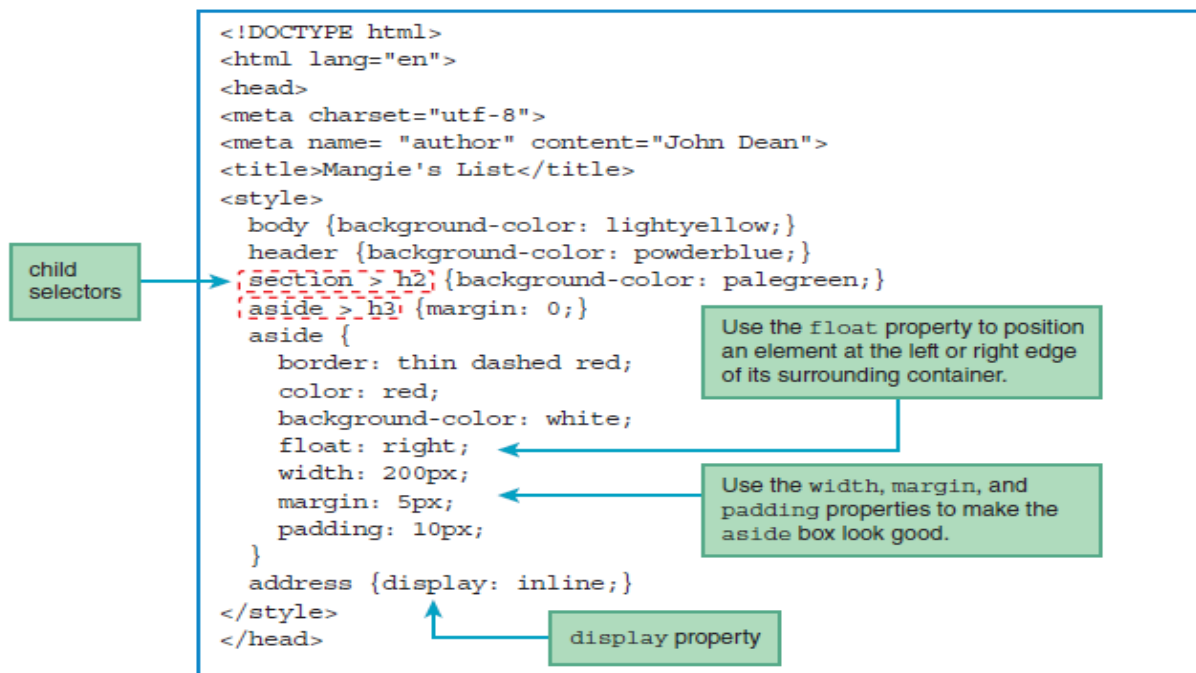 <!DOCTYPE html>
<html lang="en">
<head>
<meta charset="utf-8">
<meta name= "author" content="John Dean">
<title>Mangie's List</title>
<style>
body {background-color: lightyellow;}
header {background-color: powderblue;}
child
selectors
section > h2 {background-color: palegreen;}
aside > h3 {margin: 0;}
aside {
border: thin dashed red;
color: red;
background-color: white;
float: right;
width: 200px;
margin: 5px;
padding: 10px;
}
address {display: inline;}
</style>
</head>
Use the float property to position
an element at the left or right edge
of its surrounding container.
Use the width, margin, and
padding properties to make the
aside box look good.
display property